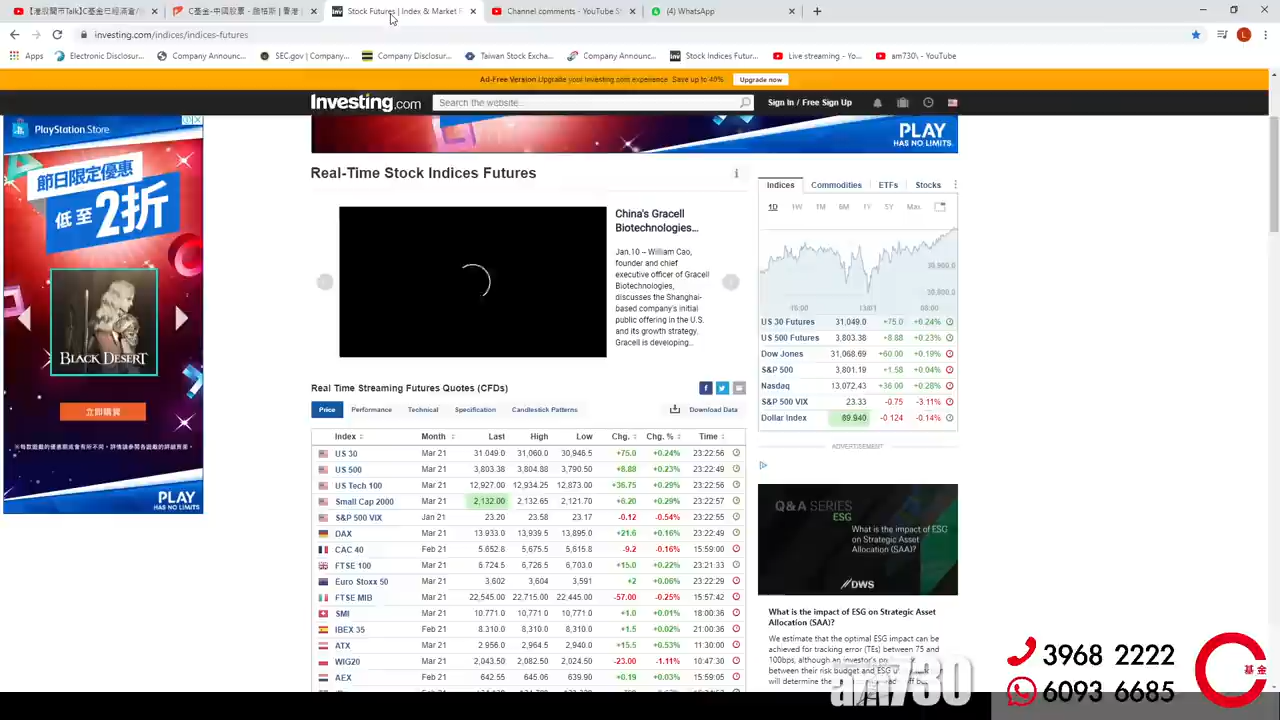 C基金-中國股票 - 詹格斯 | 香港 |
Stock Futures | Index & Market F
Channel comments - YouTube S
(4) WhatsApp
investing.com/indices/indices-futures
L
Apps
Electronic Disclosur...
Company Announc...
SEC.gov | Company...
Company Disclosur...
Taiwan Stock Exchan...
Company Announc...
Stock Indices Futur...
Live streaming - Yo...
am730\ - YouTube
Ad-Free Version. Upgrade your Investing.com experience. Save up to 40%
Upgrade now
Investing.com
Search the website...
Sign In / Free Sign Up
PlayStation Store
節日限定優惠
低至2折
BLACK DESERT
立即購買
PLAY
HAS NO LIMITS.
PLAY
HAS NO LIMITS.
Real-Time Stock Indices Futures
China's Gracell
Biotechnologies...
Jan.10 -- William Cao,
founder and chief
executive officer of Gracell
Biotechnologies,
discusses the Shanghai-
based company's initial
public offering in the U.S.
and its growth strategy.
Gracell is developing...
Real Time Streaming Futures Quotes (CFDs)
Price Performance Technical Specification Candlestick Patterns Download Data
Index Month Last High Low Chg. Chg. % Time
US 30 Mar 21 31,049.0 31,060.0 30,946.5 +75.0 +0.24% 23:22:56
US 500 Mar 21 3,803.38 3,804.88 3,790.50 +8.88 +0.23% 23:22:49
US Tech 100 Mar 21 12,927.00 12,934.25 12,873.00 +36.75 +0.29% 23:22:56
Small Cap 2000 Mar 21 2,132.00 2,132.65 2,121.70 +6.20 +0.29% 23:22:57
S&P 500 VIX Jan 21 23.20 23.58 23.17 -0.12 -0.54% 23:22:55
DAX Mar 21 13,933.0 13,939.5 13,895.0 +21.6 +0.16% 23:22:49
CAC 40 Feb 21 5,652.8 5,675.5 5,615.8 -9.2 -0.16% 15:59:00
FTSE 100 Mar 21 6,724.5 6,726.5 6,703.0 +15.0 +0.22% 23:21:33
Euro Stoxx 50 Mar 21 3,602 3,604 3,591 +2 +0.06% 23:22:29
FTSE MIB Mar 21 22,545.00 22,715.00 22,445.00 -57.00 -0.25% 15:57:42
SMI Mar 21 10,771.0 10,771.0 10,771.0 +1.0 +0.01% 18:00:36
IBEX 35 Feb 21 8,310.0 8,310.0 8,310.0 +1.5 +0.02% 21:00:36
ATX Mar 21 2,956.0 2,964.5 2,940.0 +15.5 +0.53% 11:30:00
WIG20 Mar 21 2,043.50 2,082.50 2,024.50 -23.00 -1.11% 10:47:30
AEX Mar 21 642.55 645.06 639.90 +0.19 +0.03% 5:15:58
Indices Commodities ETFs Stocks
1D 1W 1M 6M 1Y 5Y Max.
US 30 Futures 31,049.0 +75.0 +0.24%
US 500 Futures 3,803.38 +8.88 +0.23%
Dow Jones 31,068.69 +60.00 +0.19%
S&P 500 3,801.19 +1.58 +0.04%
Nasdaq 13,072.43 +36.00 +0.28%
S&P 500 VIX 23.33 -0.75 -3.11%
Dollar Index 89.940 -0.124 -0.14%
ADVERTISEMENT
Q&A SERIES
ESG
What is the impact of ESG
on Strategic Asset
Allocation (SAA)?
DWS
What is the impact of ESG on Strategic Asset
Allocation (SAA)?
We estimate that the optimal ESG impact can be
achieved for tracking error (TEs) between 75 and
100bps, although an investor's
between their risk budget and ESG
will determine the
am730
3968 2222
6093 6685
基金